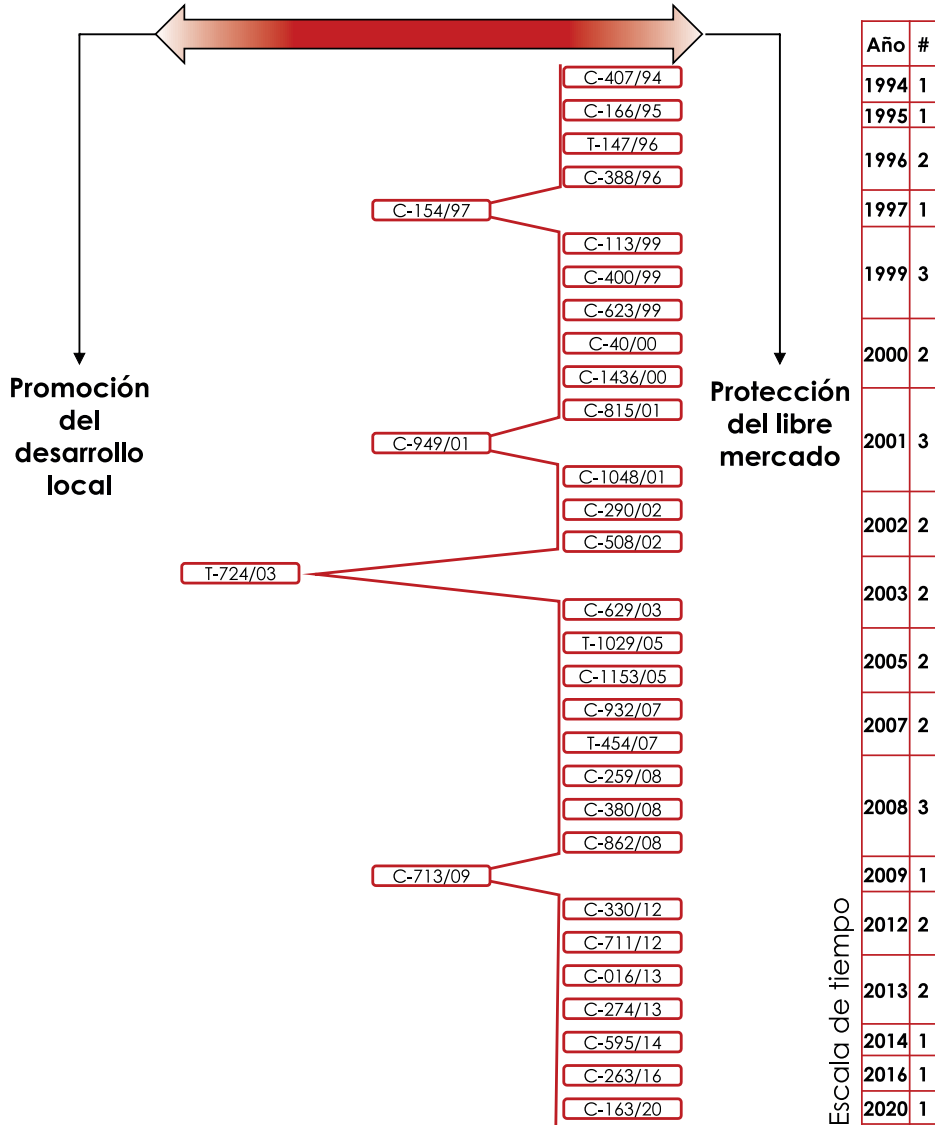 C-407/94
C-166/95
T-147/96
C-388/96
C-154/97
C-113/99
C-400/99
C-623/99
C-40/00
C-1436/00
C-815/01
C-949/01
C-1048/01
C-290/02
C-508/02
T-724/03
C-629/03
T-1029/05
C-1153/05
C-932/07
T-454/07
C-259/08
C-380/08
C-862/08
C-713/09
C-330/12
C-711/12
C-016/13
C-274/13
C-595/14
C-263/16
C-163/20
Promoción
del
desarrollo
local
Protección
del libre
mercado
Escala de tiempo
Año #
1994 1
1995 1
1996 2
1997 1
1999 3
2000 2
2001 3
2002 2
2003 2
2005 2
2007 2
2008 3
2009 1
2012 2
2013 2
2014 1
2016 1
2020 1